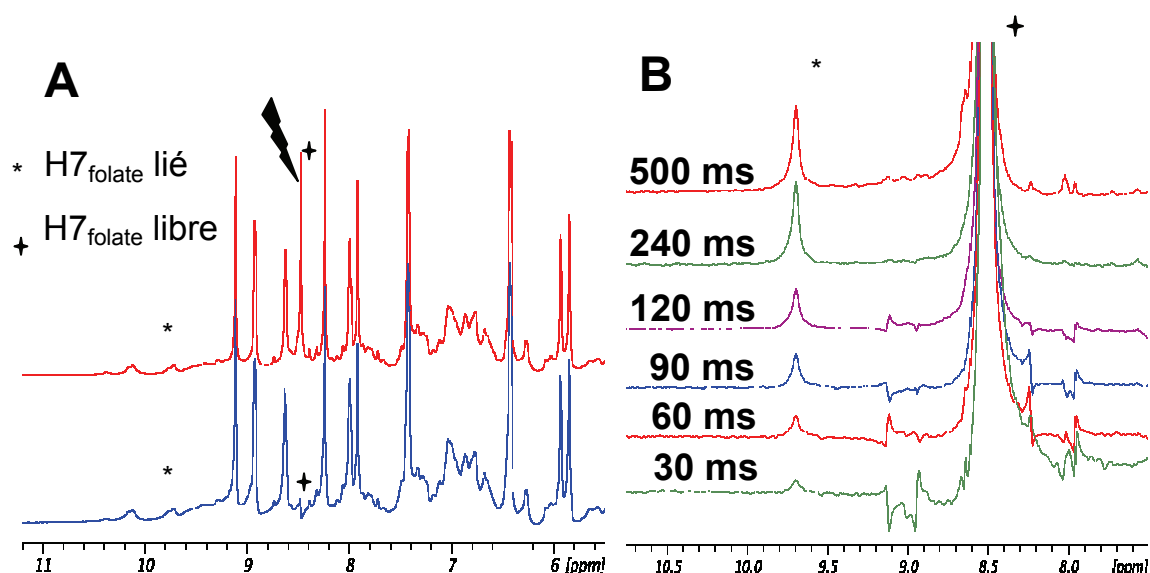 A
* H7folate lié
✦ H7folate libre
*
✦
*
✦
11 10 9 8 7 6 [ppm]
B
*
✦
500 ms
240 ms
120 ms
90 ms
60 ms
30 ms
10.5 10.0 9.5 9.0 8.5 8.0 [ppm]